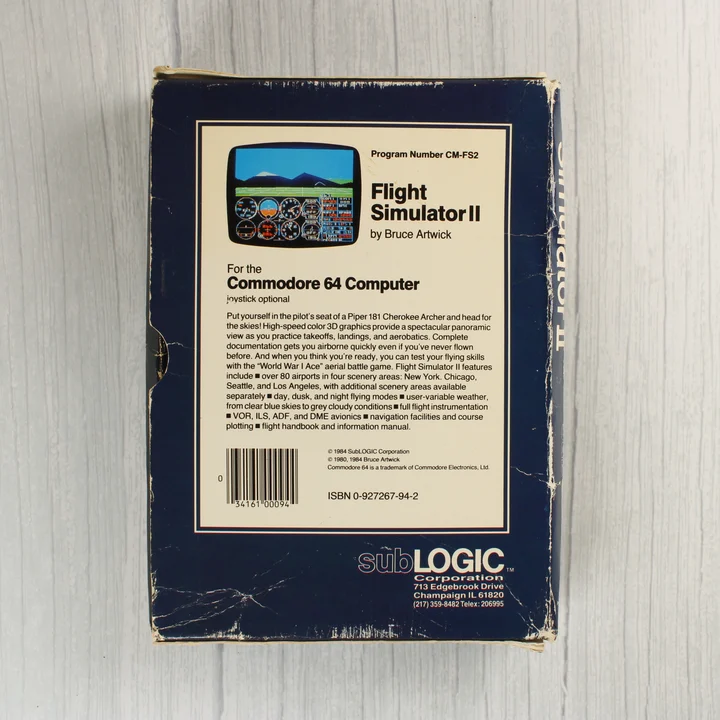 Program Number CM-FS2
Flight
Simulator II
by Bruce Artwick
For the
Commodore 64 Computer
joystick optional
Put yourself in the pilot's seat of a Piper 181 Cherokee Archer and head for
the skies! High-speed color 3D graphics provide a spectacular panoramic
view as you practice takeoffs, landings, and aerobatics. Complete
documentation gets you airborne quickly even if you've never flown
before. And when you think you're ready, you can test your flying skills
with the "World War I Ace" aerial battle game. Flight Simulator II features
include ■ over 80 airports in four scenery areas: New York. Chicago,
Seattle, and Los Angeles, with additional scenery areas available
separately ■ day, dusk, and night flying modes ■ user-variable weather,
from clear blue skies to grey cloudy conditions ■ full flight instrumentation
■ VOR, ILS, ADF, and DME avionics ■ navigation facilities and course
plotting ■ flight handbook and information manual.
© 1984 SubLOGIC Corporation
© 1980, 1984 Bruce Artwick
Commodore 64 is a trademark of Commodore Electronics, Ltd.
0
34161 00094
ISBN 0-927267-94-2
subLOGIC™
Corporation
713 Edgebrook Drive
Champaign IL 61820
(217) 359-8482 Telex: 206995
Simulator II